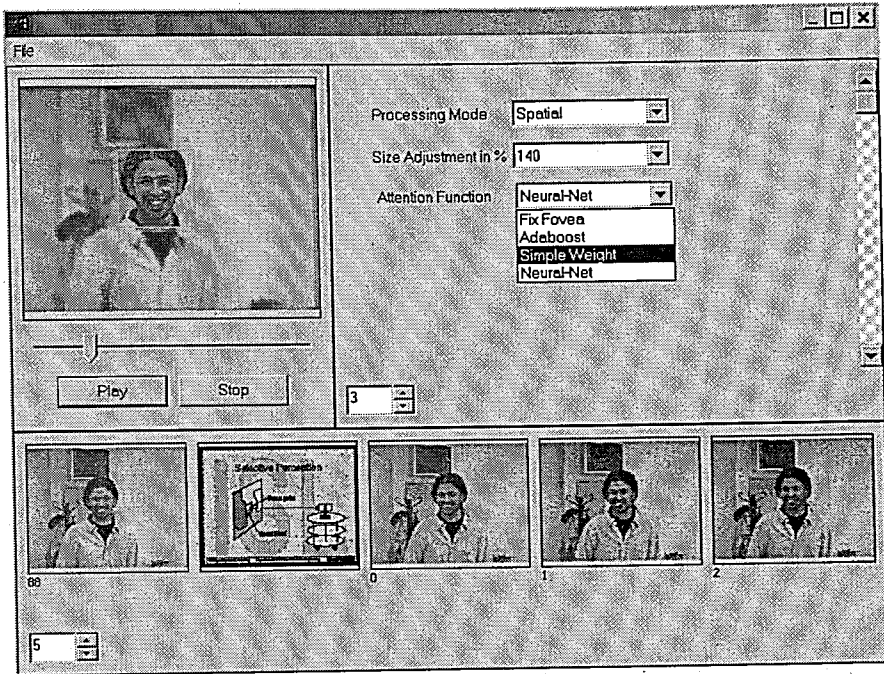 File
Processing Mode Spatial
Size Adjustment in % 140
Attention Function Neural-Net
Fix Fovea
Adaboost
Simple Weight
Neural-Net
Play Stop
3
Selective Perception
88
0
1
2
5